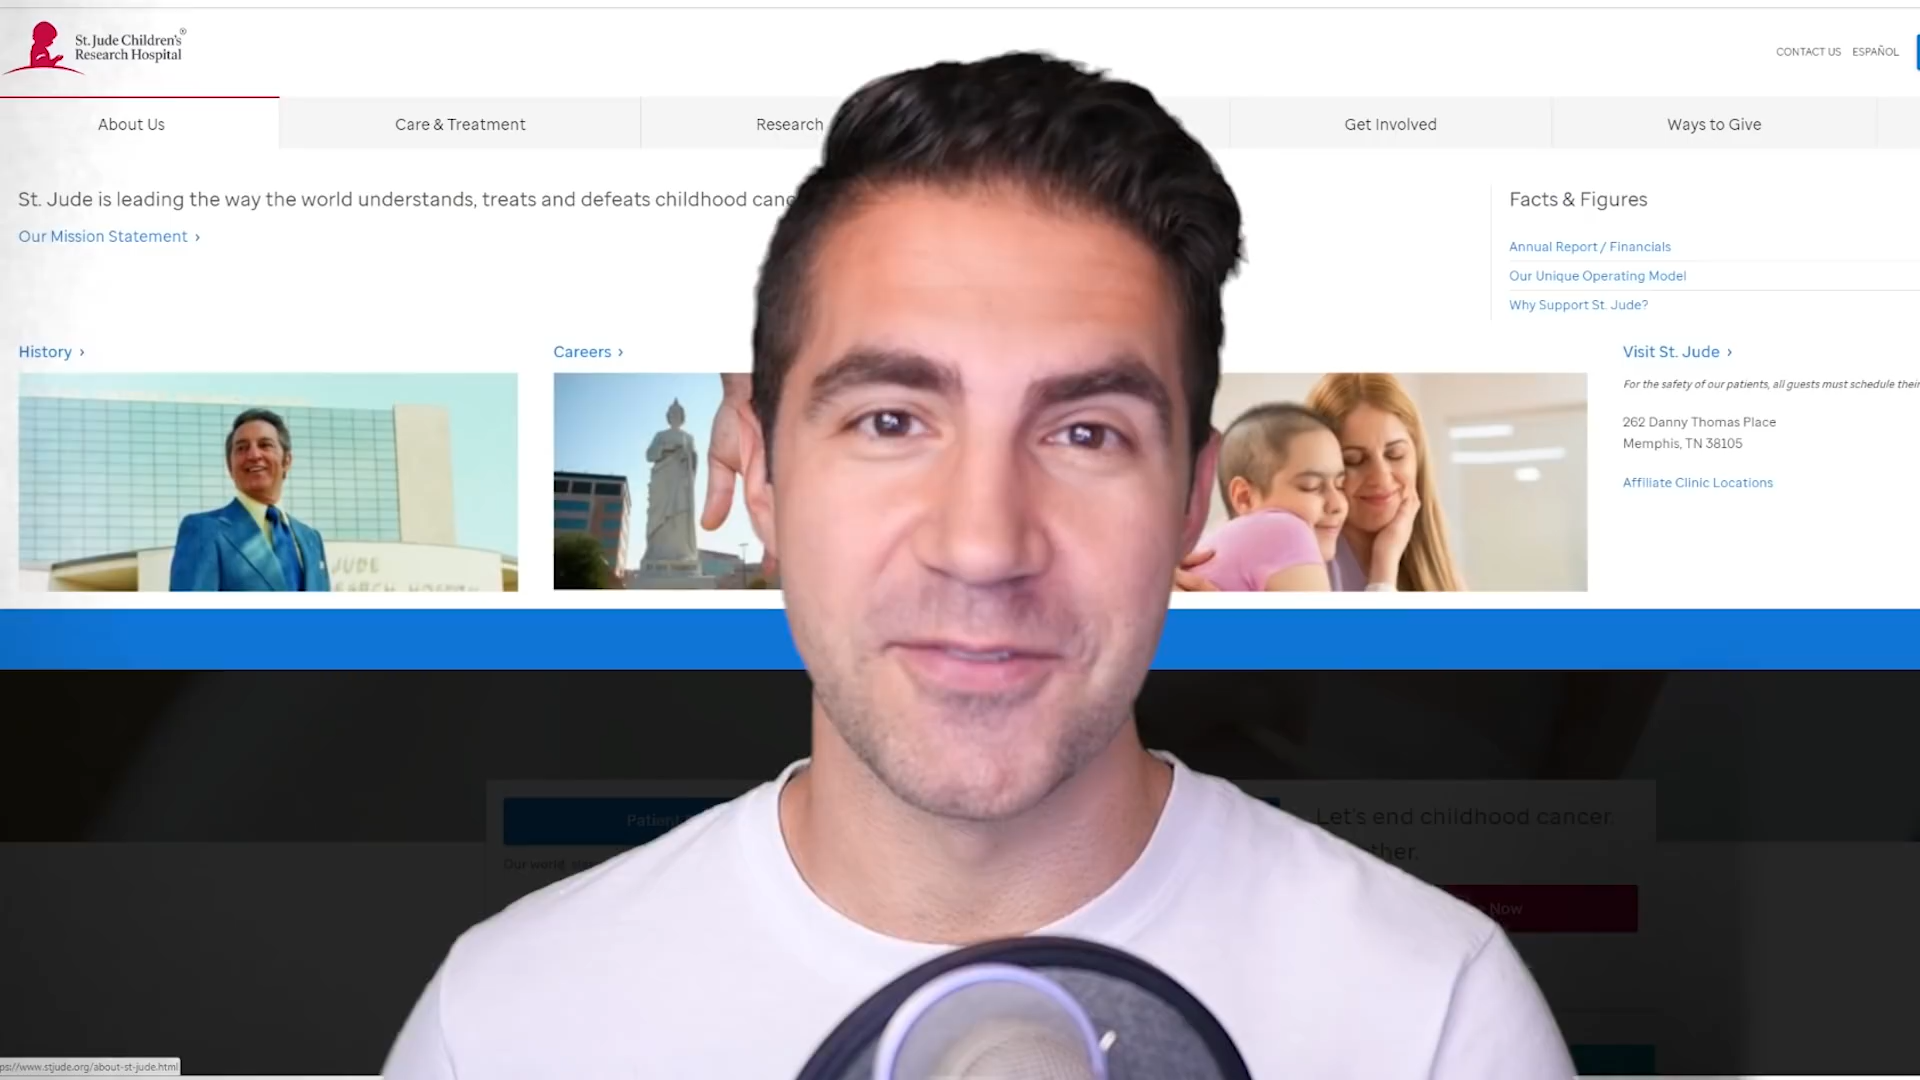 St. Jude Children's®
Research Hospital
CONTACT US ESPAÑOL
About Us
Care & Treatment
Research
Get Involved
Ways to Give
St. Jude is leading the way the world understands, treats and defeats childhood canc
Our Mission Statement ›
Facts & Figures
Annual Report / Financials
Our Unique Operating Model
Why Support St. Jude?
History ›
Careers ›
Visit St. Jude ›
For the safety of our patients, all guests must schedule their
262 Danny Thomas Place
Memphis, TN 38105
Affiliate Clinic Locations
JUDE
Patient
Our world
Let's end childhood cancer.
ther.
Now
ps://www.stjude.org/about-st-jude.html